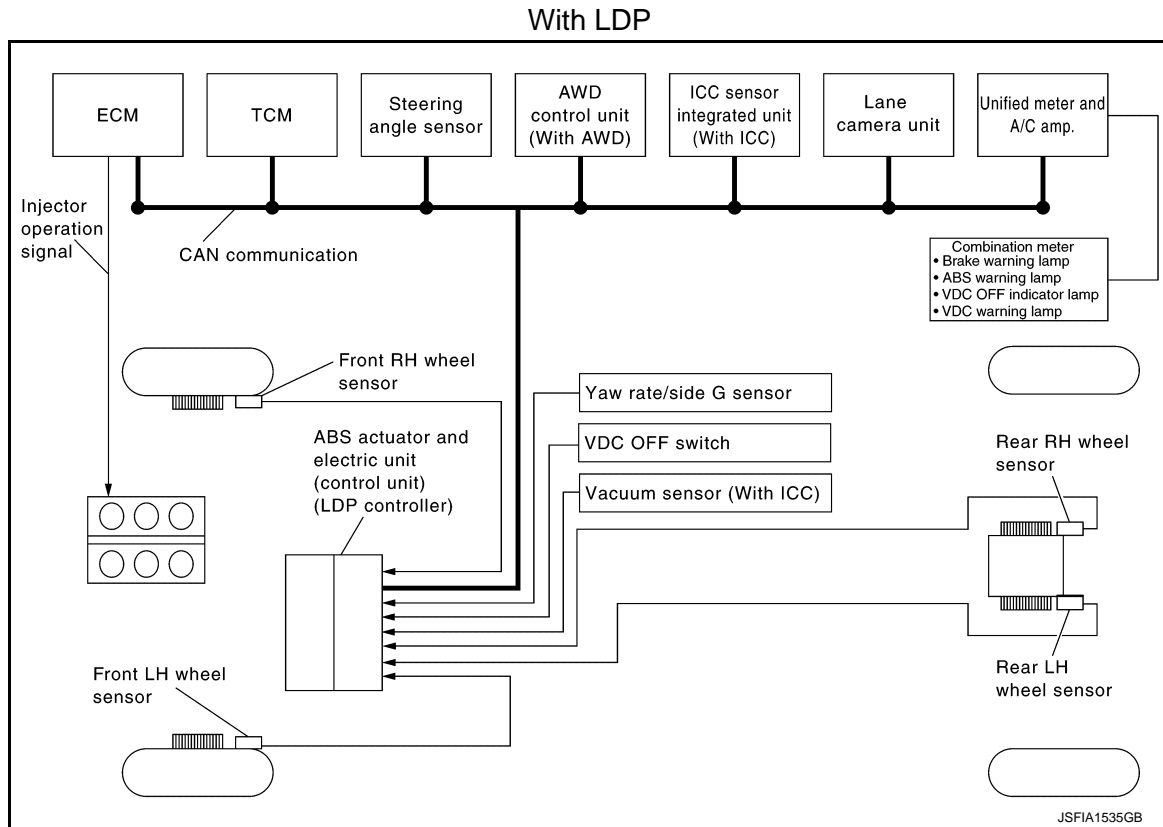 With LDP
ECM
TCM
Steering
angle sensor
AWD
control unit
(With AWD)
ICC sensor
integrated unit
(With ICC)
Lane
camera unit
Unified meter and
A/C amp.
Injector
operation
signal
CAN communication
Combination meter
• Brake warning lamp
• ABS warning lamp
• VDC OFF indicator lamp
• VDC warning lamp
Front RH wheel
sensor
Yaw rate/side G sensor
ABS actuator and
electric unit
(control unit)
(LDP controller)
VDC OFF switch
Vacuum sensor (With ICC)
Rear RH wheel
sensor
Front LH wheel
sensor
Rear LH
wheel sensor
JSFIA1535GB